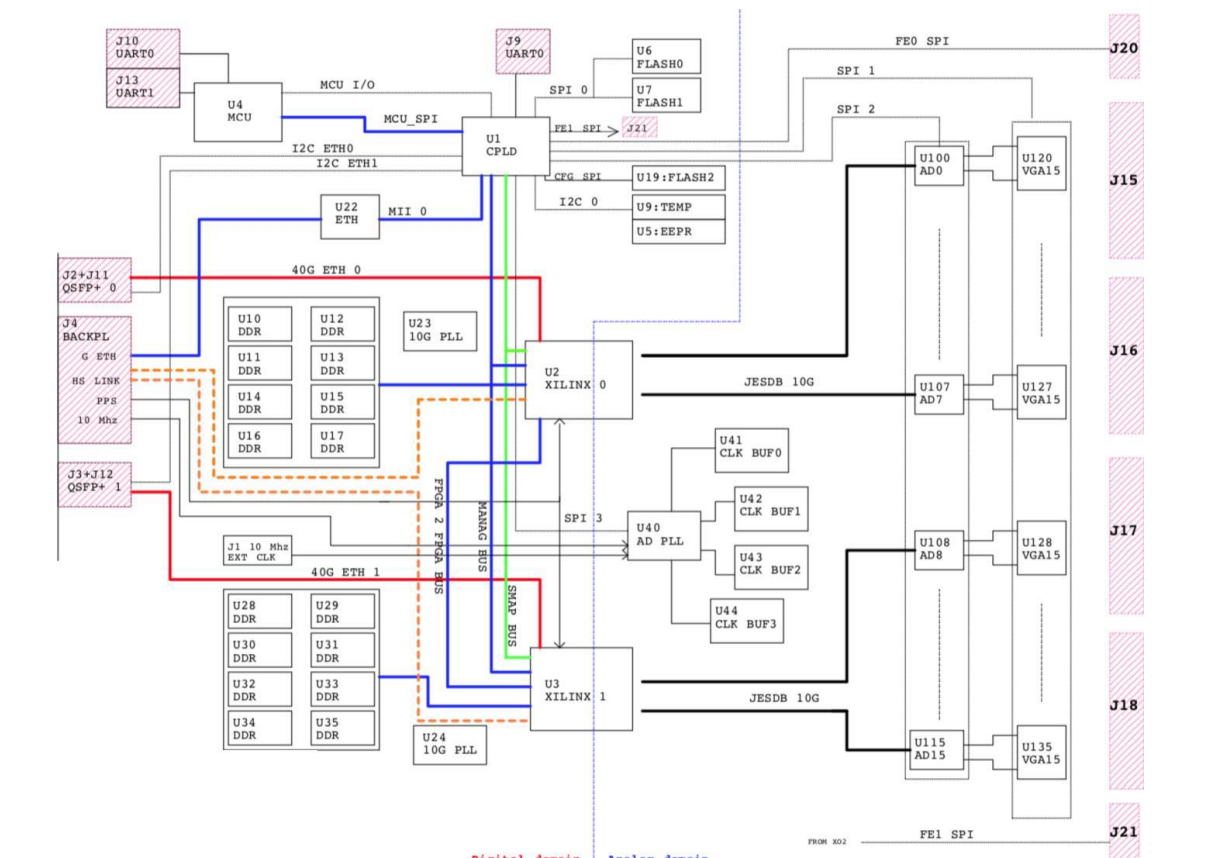 J10
UART0
J13
UART1
U4
MCU
MCU I/O
MCU_SPI
J9
UART0
U6
FLASH0
U7
FLASH1
SPI 0
FE1 SPI
J21
U1
CPLD
FE0 SPI
J20
SPI 1
SPI 2
I2C ETH0
I2C ETH1
CFG SPI
U19:FLASH2
I2C 0
U9:TEMP
U5:EEPR
U22
ETH
MII 0
U100
AD0
U120
VGA15
J15
J2+J11
QSFP+ 0
40G ETH 0
J4
BACKPL
G ETH
HS LINK
PPS
10 Mhz
J3+J12
QSFP+ 1
U10
DDR
U12
DDR
U11
DDR
U13
DDR
U14
DDR
U15
DDR
U16
DDR
U17
DDR
U23
10G PLL
U2
XILINX 0
JESDB 10G
U107
AD7
U127
VGA15
J16
U41
CLK BUF0
U42
CLK BUF1
U40
AD PLL
U43
CLK BUF2
U44
CLK BUF3
SPI 3
FPGA 2 FPGA BUS
MANAG BUS
SMAP BUS
J1 10 Mhz
EXT CLK
40G ETH 1
U108
AD8
U128
VGA15
J17
U28
DDR
U29
DDR
U30
DDR
U31
DDR
U32
DDR
U33
DDR
U34
DDR
U35
DDR
U24
10G PLL
U3
XILINX 1
JESDB 10G
U115
AD15
U135
VGA15
J18
FROM XO2
FE1 SPI
J21
Digital domain
Analog domain